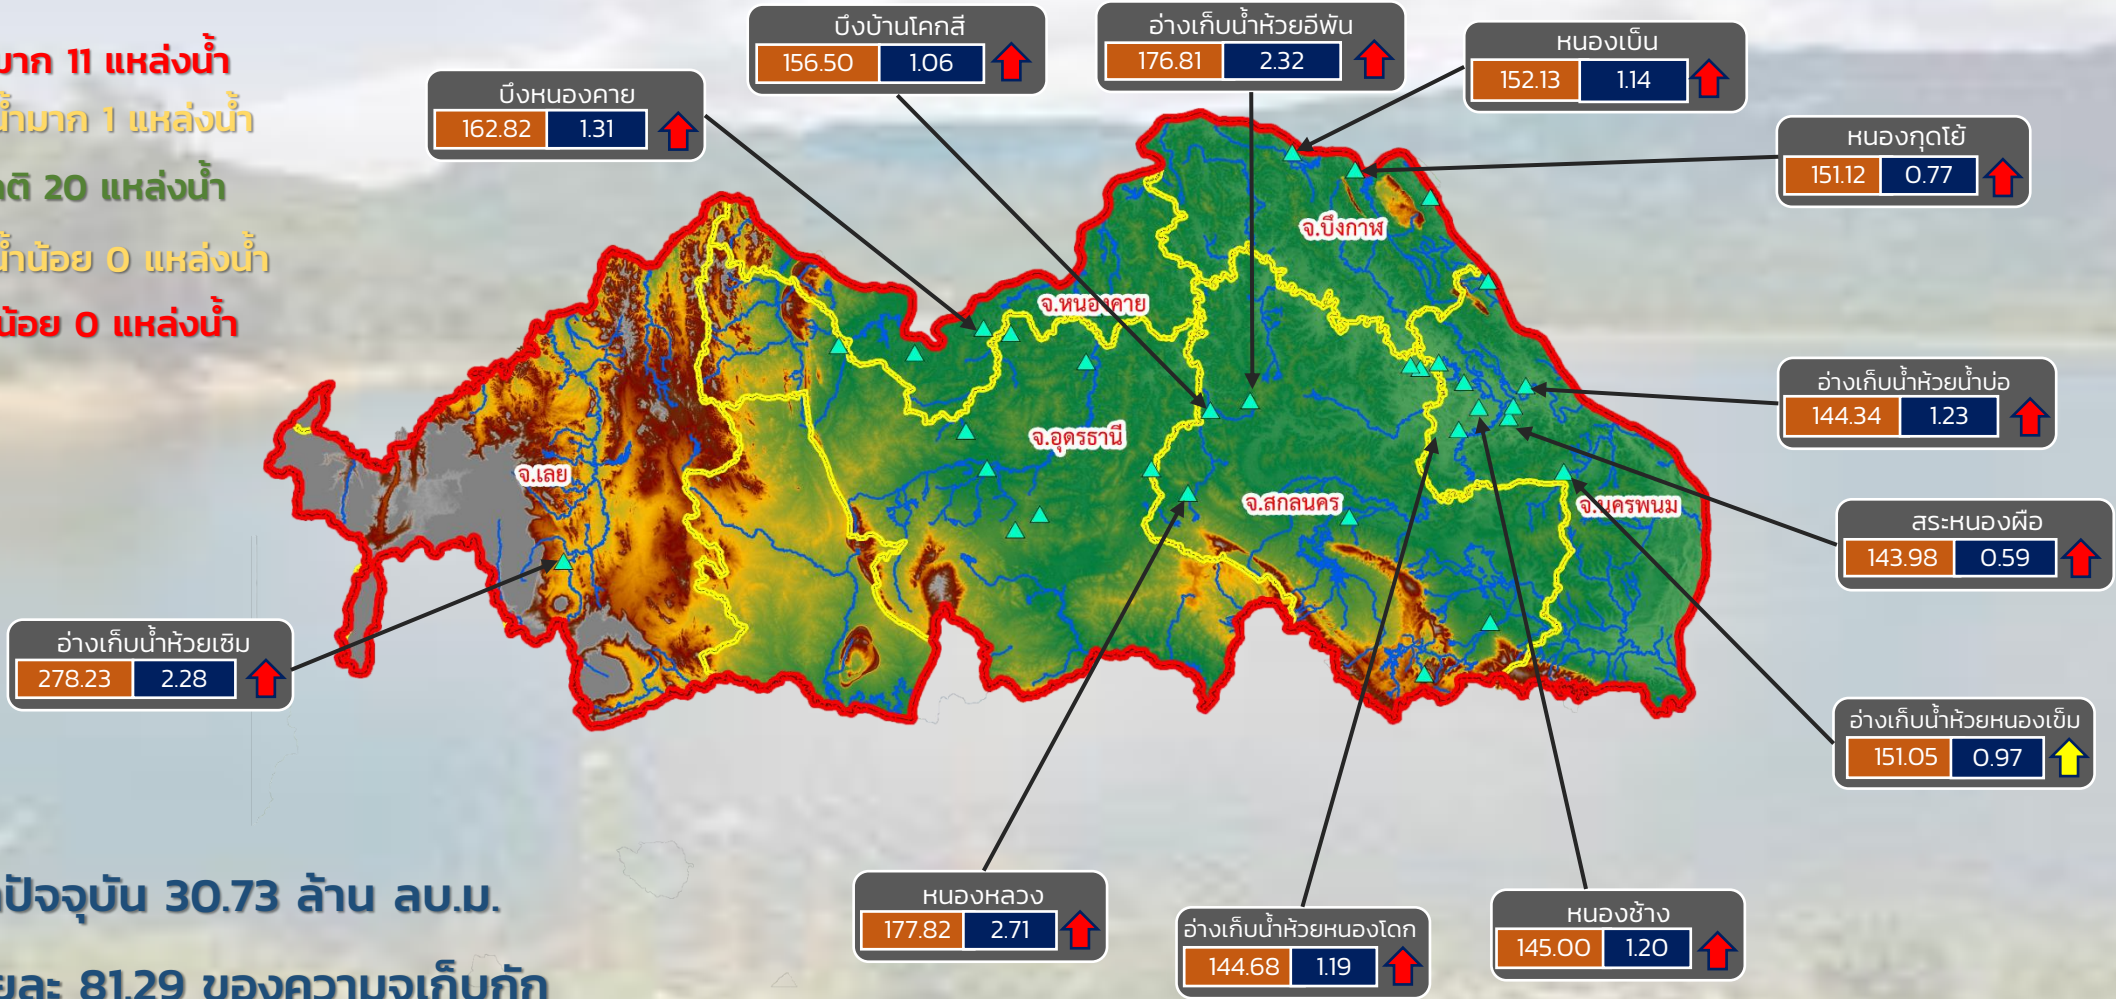 มาก 11 แหล่งน้ำ
น้ำมาก 1 แหล่งน้ำ
20 แหล่งน้ำ
น้ำน้อย 0 แหล่งน้ำ
น้อย 0 แหล่งน้ำ
บึงหนองคาย
162.82 1.31
บึงบ้านโคกสี
156.50 1.06
อ่างเก็บน้ำห้วยอีพัน
176.81 2.32
หนองเบ็น
152.13 1.14
หนองกุดโย้
151.12 0.77
จ.บึงกาฬ
จ.หนองคาย
จ.อุดรธานี
จ.เลย
จ.สกลนคร
จ.นครพนม
อ่างเก็บน้ำห้วยน้ำบ่อ
144.34 1.23
สระหนองผือ
143.98 0.59
อ่างเก็บน้ำห้วยเซิม
278.23 2.28
อ่างเก็บน้ำห้วยหนองเข็ม
151.05 0.97
หนองหลวง
177.82 2.71
อ่างเก็บน้ำห้วยหนองโดก
144.68 1.19
หนองช้าง
145.00 1.20
ปัจจุบัน 30.73 ล้าน ลบ.ม.
ยละ 81.29 ของความจุเก็บกัก